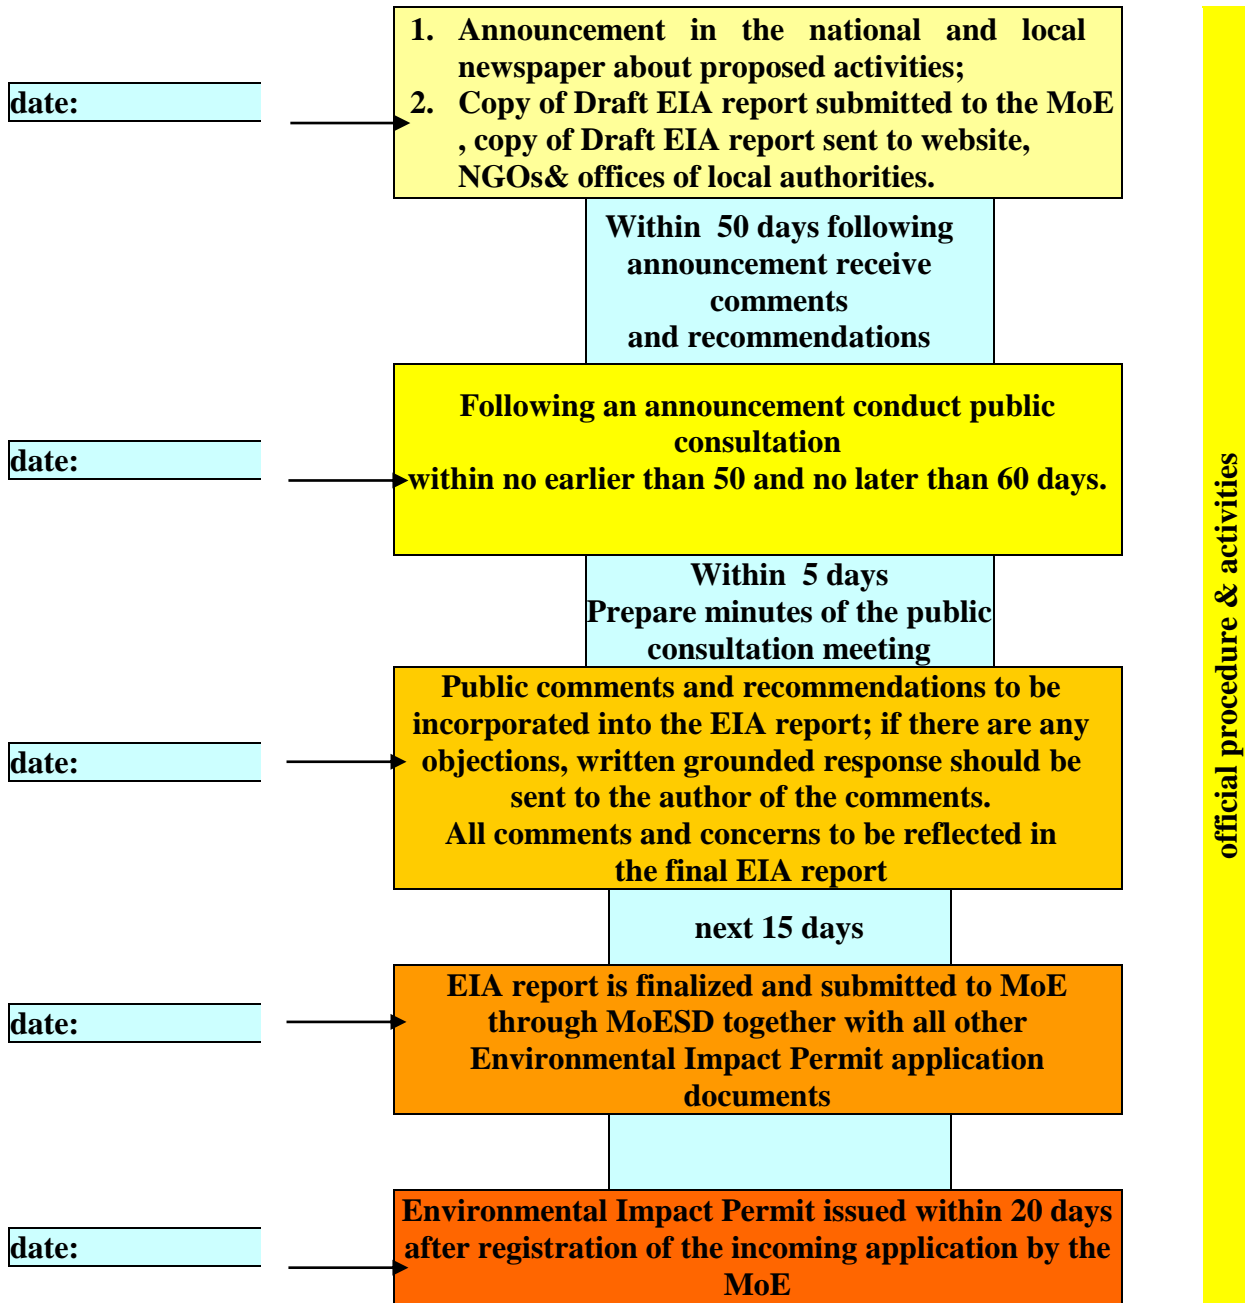 1. Announcement in the national and local
newspaper about proposed activities;
date:
2. Copy of Draft EIA report submitted to the MoE
, copy of Draft EIA report sent to website,
NGOs& offices of local authorities.
Within 50 days following
announcement receive
comments
and recommendations
Following an announcement conduct public
consultation
date:
within no earlier than 50 and no later than 60 days.
Within 5 days
Prepare minutes of the public
consultation meeting
Public comments and recommendations to be
incorporated into the EIA report; if there are any
date:
objections, written grounded response should be
sent to the author of the comments.
All comments and concerns to be reflected in
the final EIA report
next 15 days
EIA report is finalized and submitted to MoE
date:
through MoESD together with all other
Environmental Impact Permit application
documents
Environmental Impact Permit issued within 20 days
date:
after registration of the incoming application by the
MoE
official procedure & activities